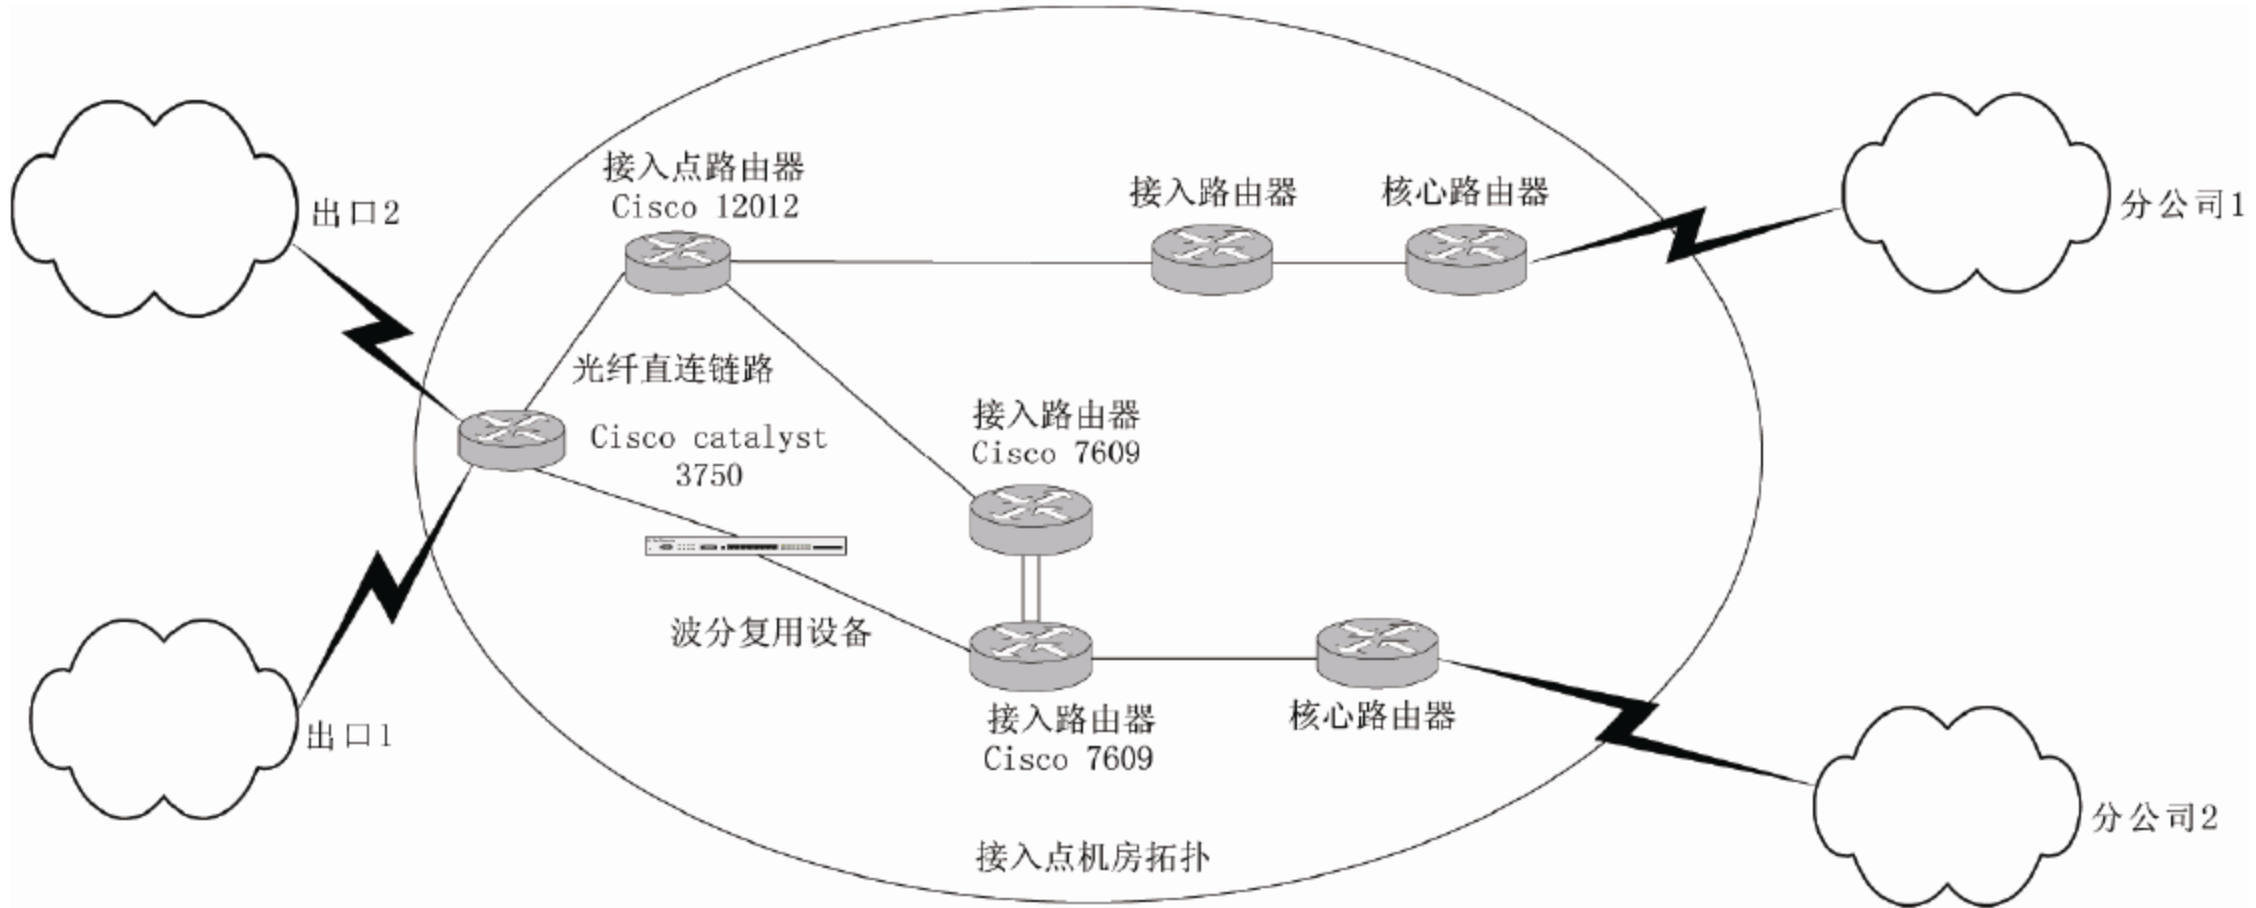 接入点路由器
Cisco 12012
接入路由器
核心路由器
出口2
分公司1
光纤直连链路
Cisco catalyst
3750
接入路由器
Cisco 7609
波分复用设备
接入路由器
Cisco 7609
核心路由器
出口1
分公司2
接入点机房拓扑